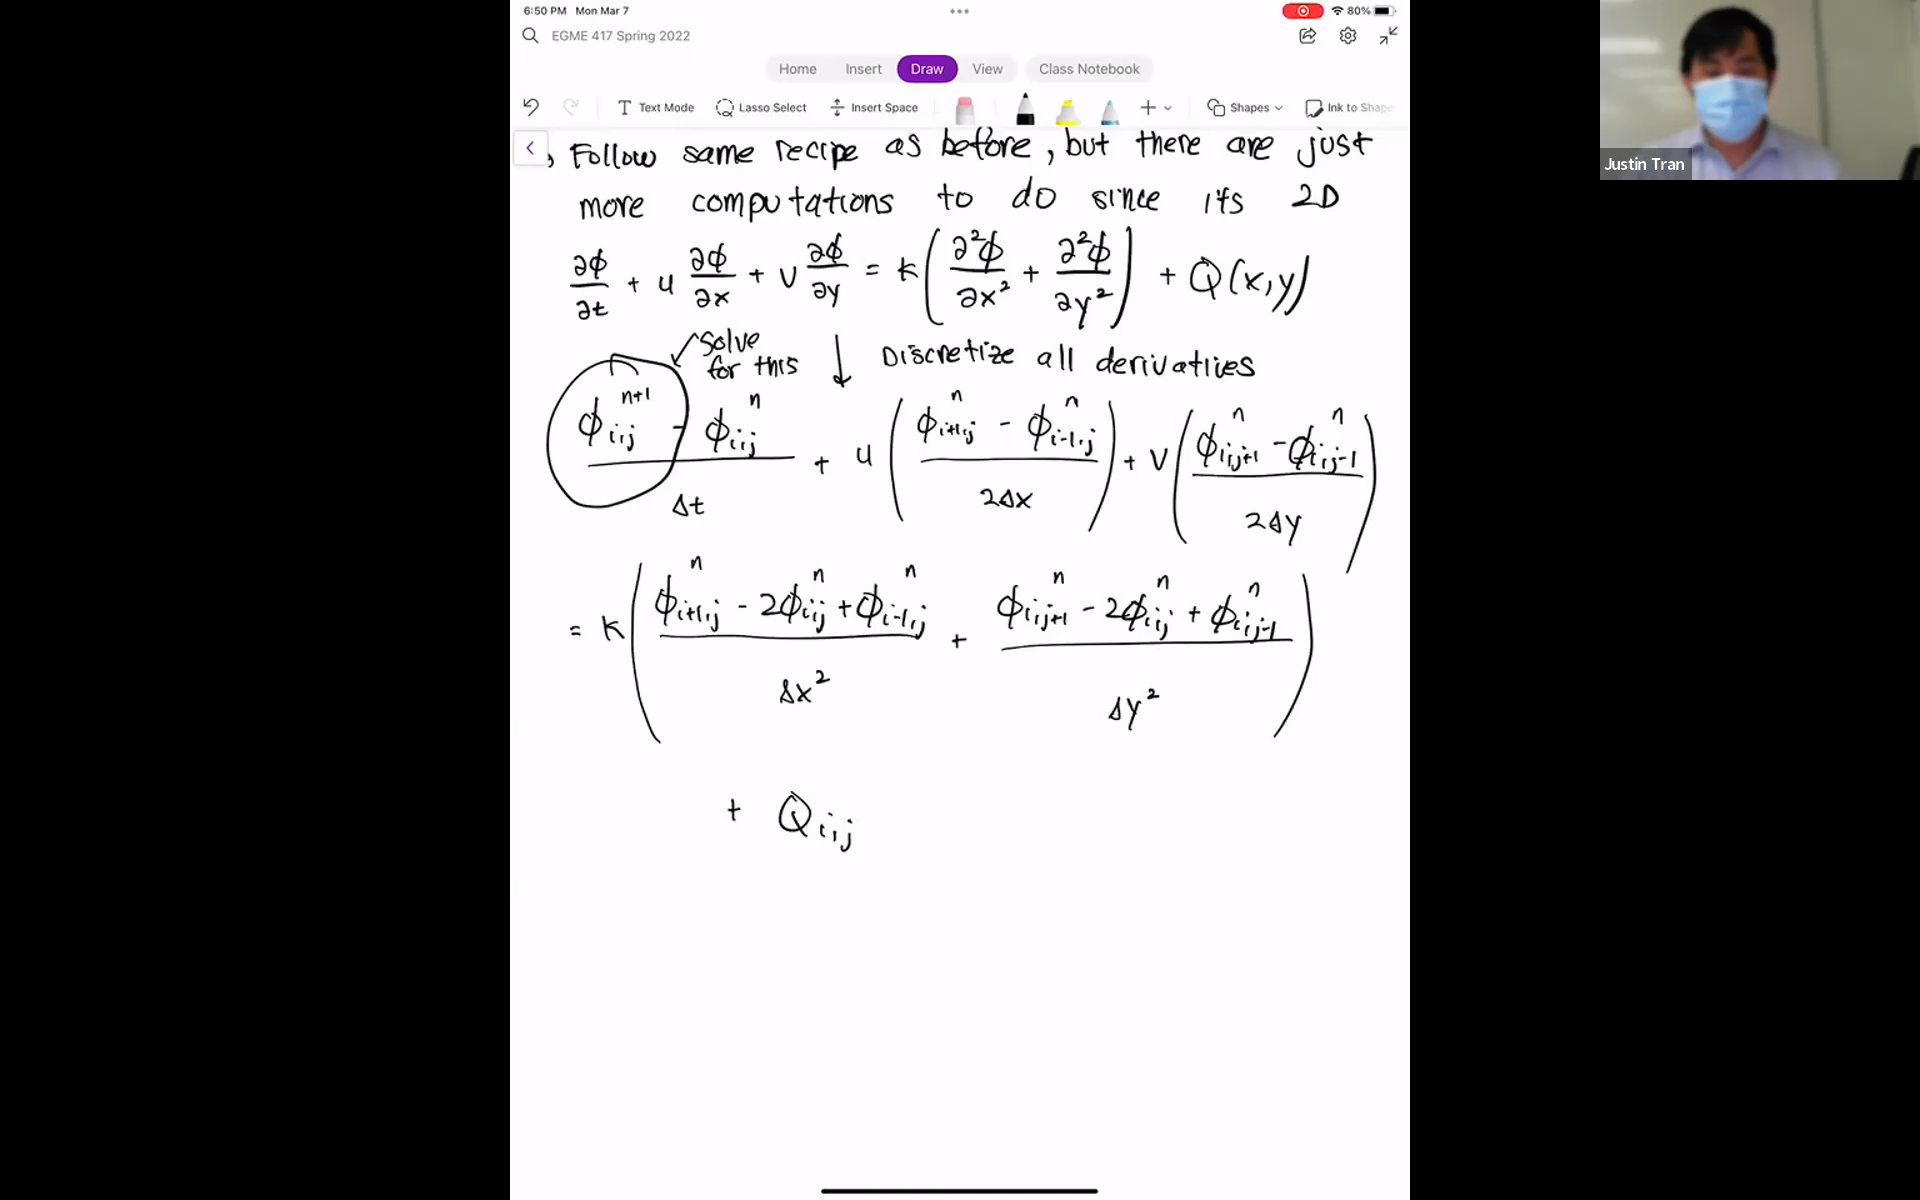 6:50 PM Mon Mar 7
80%
EGME 417 Spring 2022
Home Insert Draw View Class Notebook
Text Mode Lasso Select Insert Space Shapes Ink to Shape
Justin Tran
Follow same recipe as before, but there are just
more computations to do since its 2D
∂ϕ/∂t + u ∂ϕ/∂x + v ∂ϕ/∂y = k(∂²ϕ/∂x² + ∂²ϕ/∂y²) + Q(x,y)
solve
for this ↓ Discretize all derivatives
(ϕ_{i,j}^{n+1} - ϕ_{i,j}^{n})/Δt + u((ϕ_{i+1,j}^{n} - ϕ_{i-1,j}^{n})/2Δx) + v((ϕ_{i,j+1}^{n} - ϕ_{i,j-1}^{n})/2Δy)
= k((ϕ_{i+1,j}^{n} - 2ϕ_{i,j}^{n} + ϕ_{i-1,j}^{n})/Δx² + (ϕ_{i,j+1}^{n} - 2ϕ_{i,j}^{n} + ϕ_{i,j-1}^{n})/Δy²)
+ Q_{i,j}